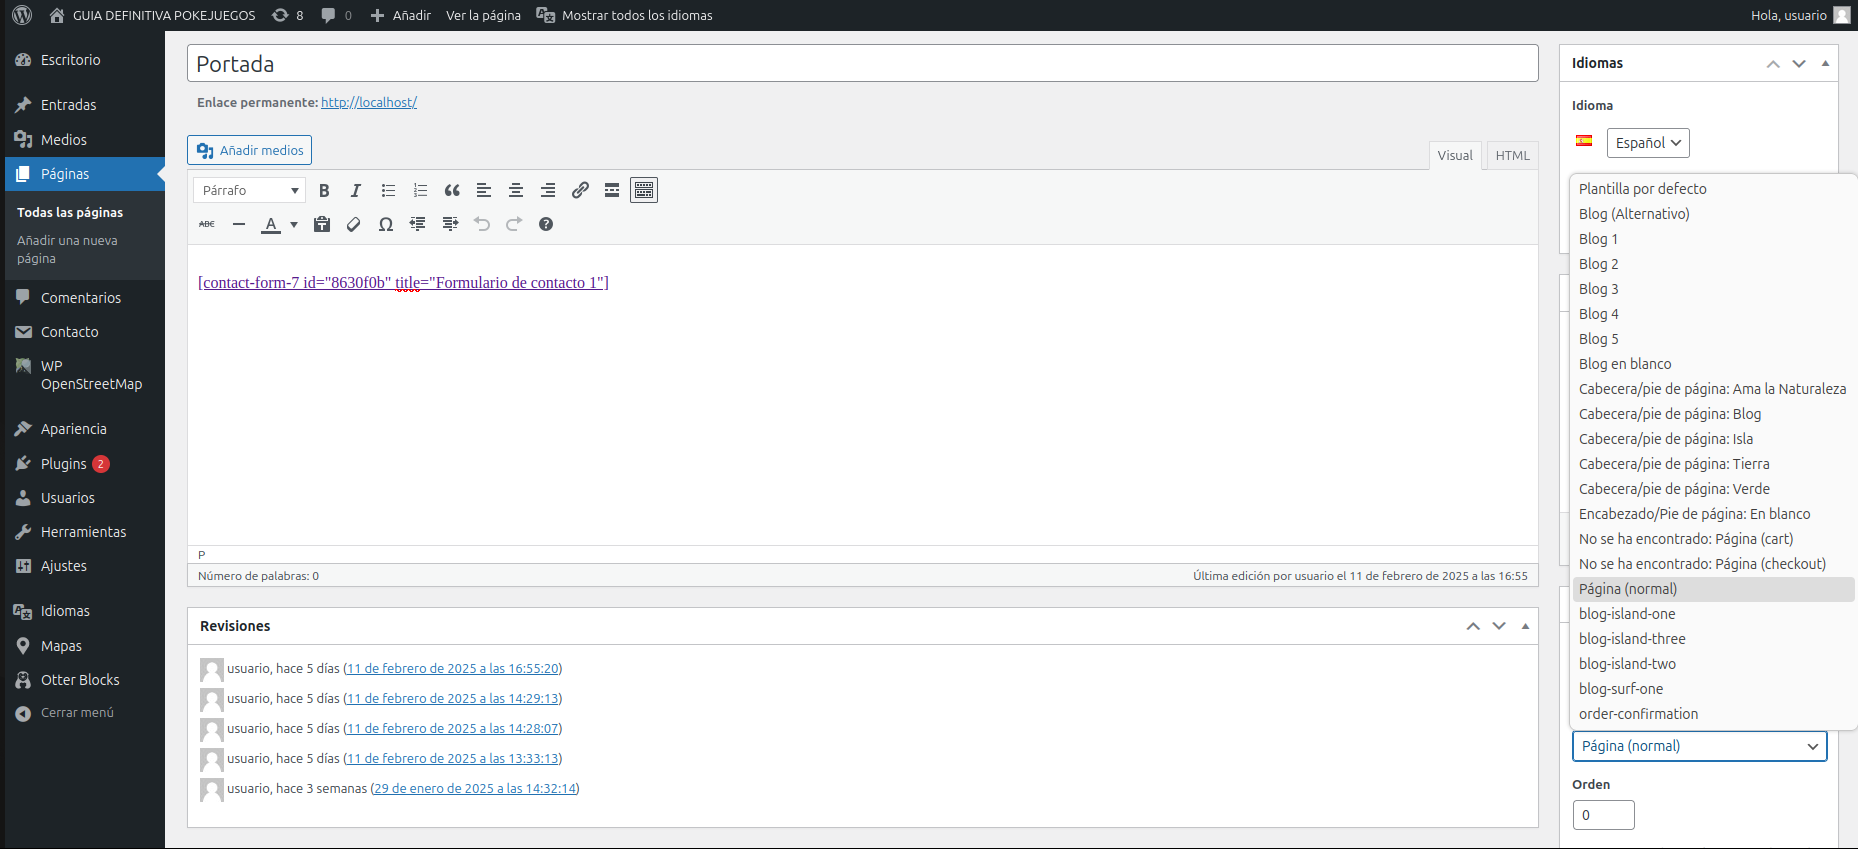 GUIA DEFINITIVA POKEJUEGOS 8 0 Añadir Ver la página Mostrar todos los idiomas Hola, usuario
Escritorio
Entradas
Medios
Páginas
Todas las páginas
Añadir una nueva
página
Comentarios
Contacto
WP
OpenStreetMap
Apariencia
Plugins 2
Usuarios
Herramientas
Ajustes
Idiomas
Mapas
Otter Blocks
Cerrar menú
Portada
Enlace permanente: http://localhost/
Añadir medios
Visual HTML
Párrafo
[contact-form-7 id="8630f0b" title="Formulario de contacto 1"]
P
Número de palabras: 0 Última edición por usuario el 11 de febrero de 2025 a las 16:55
Revisiones
usuario, hace 5 días (11 de febrero de 2025 a las 16:55:20)
usuario, hace 5 días (11 de febrero de 2025 a las 14:29:13)
usuario, hace 5 días (11 de febrero de 2025 a las 14:28:07)
usuario, hace 5 días (11 de febrero de 2025 a las 13:33:13)
usuario, hace 3 semanas (29 de enero de 2025 a las 14:32:14)
Idiomas
Idioma
Español
Plantilla por defecto
Blog (Alternativo)
Blog 1
Blog 2
Blog 3
Blog 4
Blog 5
Blog en blanco
Cabecera/pie de página: Ama la Naturaleza
Cabecera/pie de página: Blog
Cabecera/pie de página: Isla
Cabecera/pie de página: Tierra
Cabecera/pie de página: Verde
Encabezado/Pie de página: En blanco
No se ha encontrado: Página (cart)
No se ha encontrado: Página (checkout)
Página (normal)
blog-island-one
blog-island-three
blog-island-two
blog-surf-one
order-confirmation
Página (normal)
Orden
0